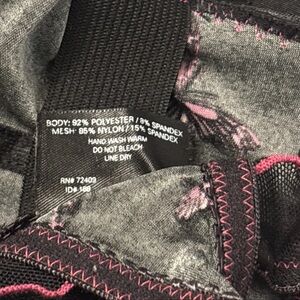 BODY: 92% POLYESTER / 8% SPANDEX
MESH: 85% NYLON / 15% SPANDEX
HAND WASH WARM
DO NOT BLEACH
LINE DRY
RN# 72409
ID# 168